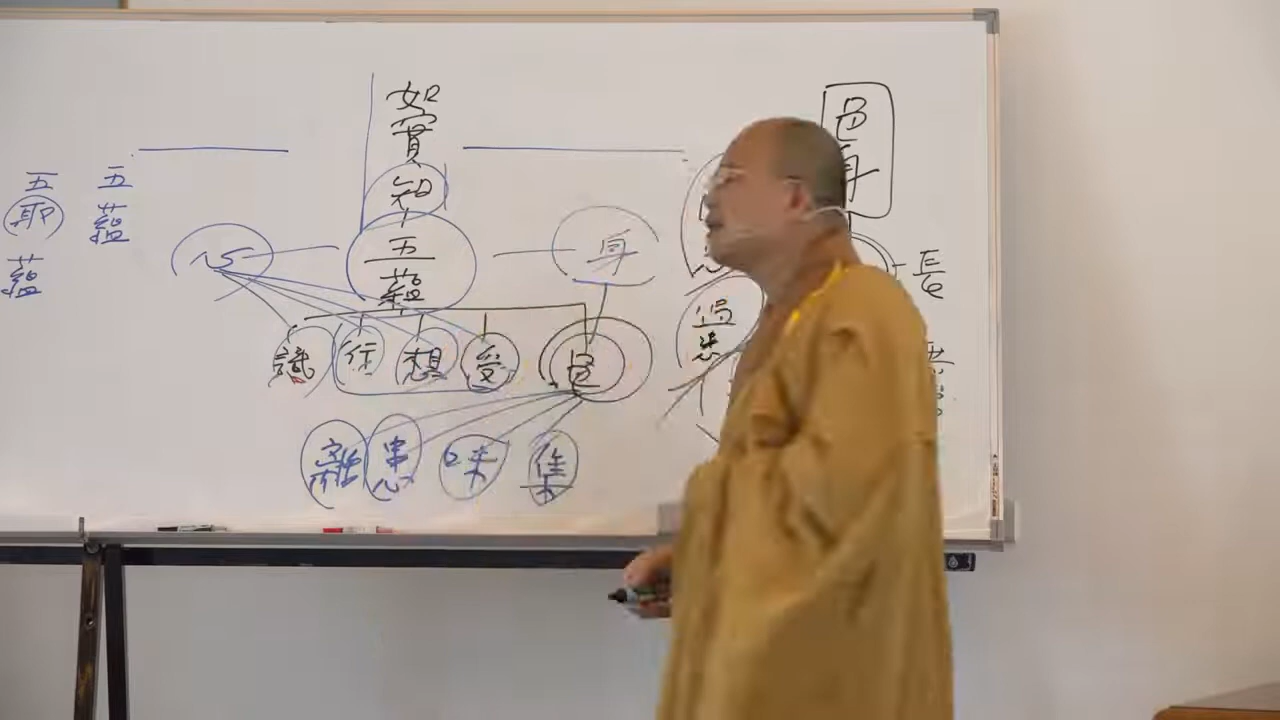 如實知五蘊
五蘊
五取蘊
心
身
識 行 想 受 色
離 患 味 集
色身
過患